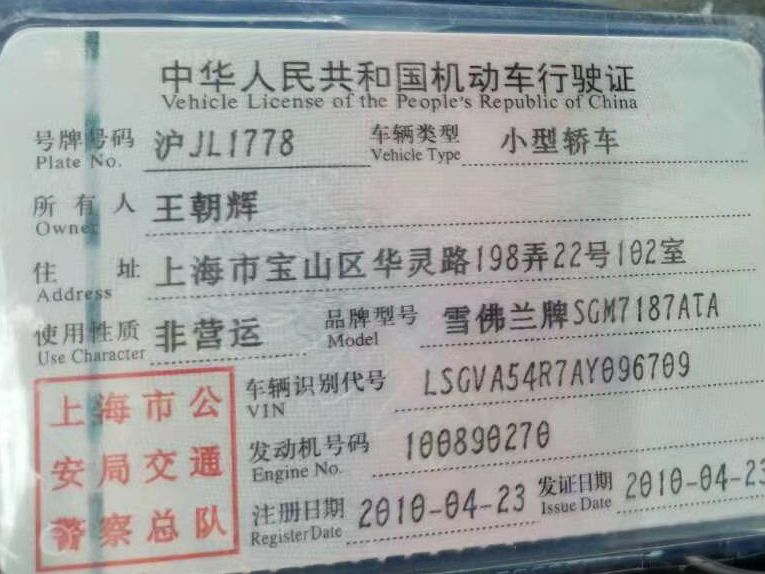 中华人民共和国机动车行驶证
Vehicle License of the People's Republic of China
号牌号码 沪JL1778 车辆类型 小型轿车
Plate No. Vehicle Type
所有人 王朝辉
Owner
住址 上海市宝山区华灵路198弄22号102室
Address
使用性质 非营运 品牌型号 雪佛兰牌SGM7187ATA
Use Character Model
车辆识别代号 LSGVA54R7AY096709
VIN
发动机号码 100890270
Engine No.
注册日期 2010-04-23 发证日期 2010-04-23
RegisterDate Issue Date
上海市公
安局交通
警察总队